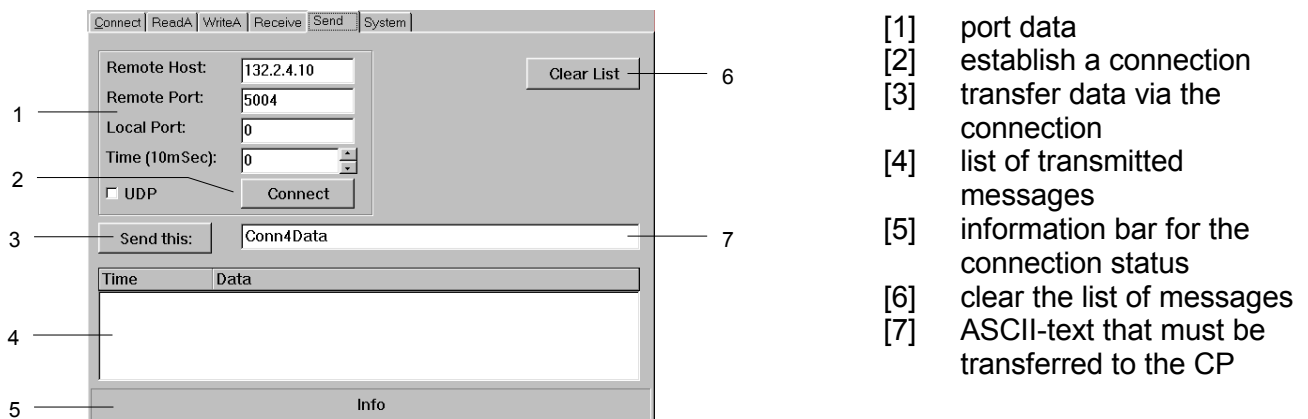 Connect ReadA WriteA Receive Send System
Remote Host: 132.2.4.10
Clear List
6
Remote Port: 5004
1
Local Port: 0
Time (10mSec): 0
2
UDP Connect
3
Send this: Conn4Data
7
Time Data
4
5
Info
[1] port data
[2] establish a connection
[3] transfer data via the
connection
[4] list of transmitted
messages
[5] information bar for the
connection status
[6] clear the list of messages
[7] ASCII-text that must be
transferred to the CP